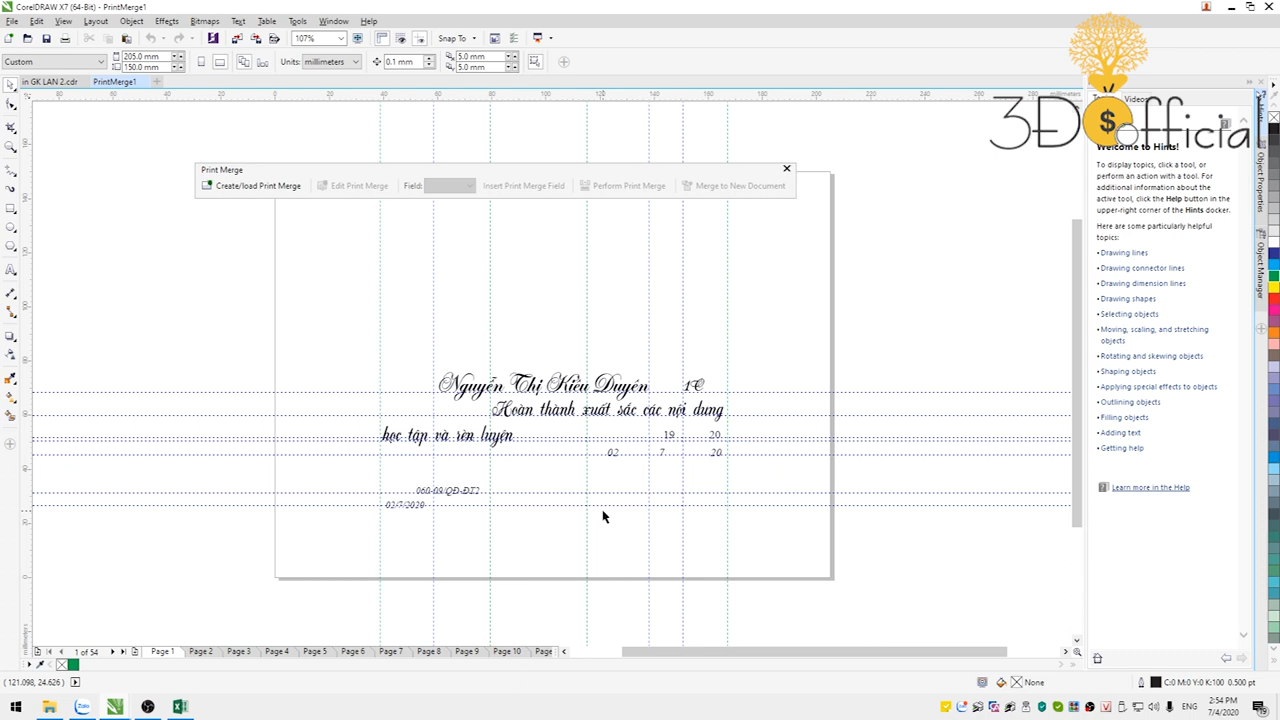 CorelDRAW X7 (64-Bit) - PrintMerge1
File Edit View Layout Object Effects Bitmaps Text Table Tools Window Help
107% Snap To
Custom 205.0 mm 150.0 mm Units: millimeters 0.1 mm 5.0 mm 5.0 mm
in GK LAN 2.cdr PrintMerge1
millimeters
3D $ official
Videos
Print Merge
Create/load Print Merge Edit Print Merge Field: Insert Print Merge Field Perform Print Merge Merge to New Document
Welcome to Hints!
To display topics, click a tool, or
perform an action with a tool. For
additional information about the
active tool, click the Help button in the
upper-right corner of the Hints docker.
Here are some particularly helpful
topics:
• Drawing lines
• Drawing connector lines
• Drawing dimension lines
• Drawing shapes
• Selecting objects
• Moving, scaling, and stretching
objects
• Rotating and skewing objects
• Shaping objects
• Applying special effects to objects
• Outlining objects
• Filling objects
• Adding text
• Getting help
Learn more in the Help
Hints
Object Properties
Object Manager
Nguyễn Thị Kiều Duyên 1C
Hoàn thành xuất sắc các nội dung
học tập và rèn luyện 19 20
02 7 20
060-09/QĐ-ĐT2
02/7/2020
1 of 54 Page 1 Page 2 Page 3 Page 4 Page 5 Page 6 Page 7 Page 8 Page 9 Page 10 Page
(121.098, 24.626) None C:0 M:0 Y:0 K:100 0.500 pt
ENG 2:54 PM
7/4/2020